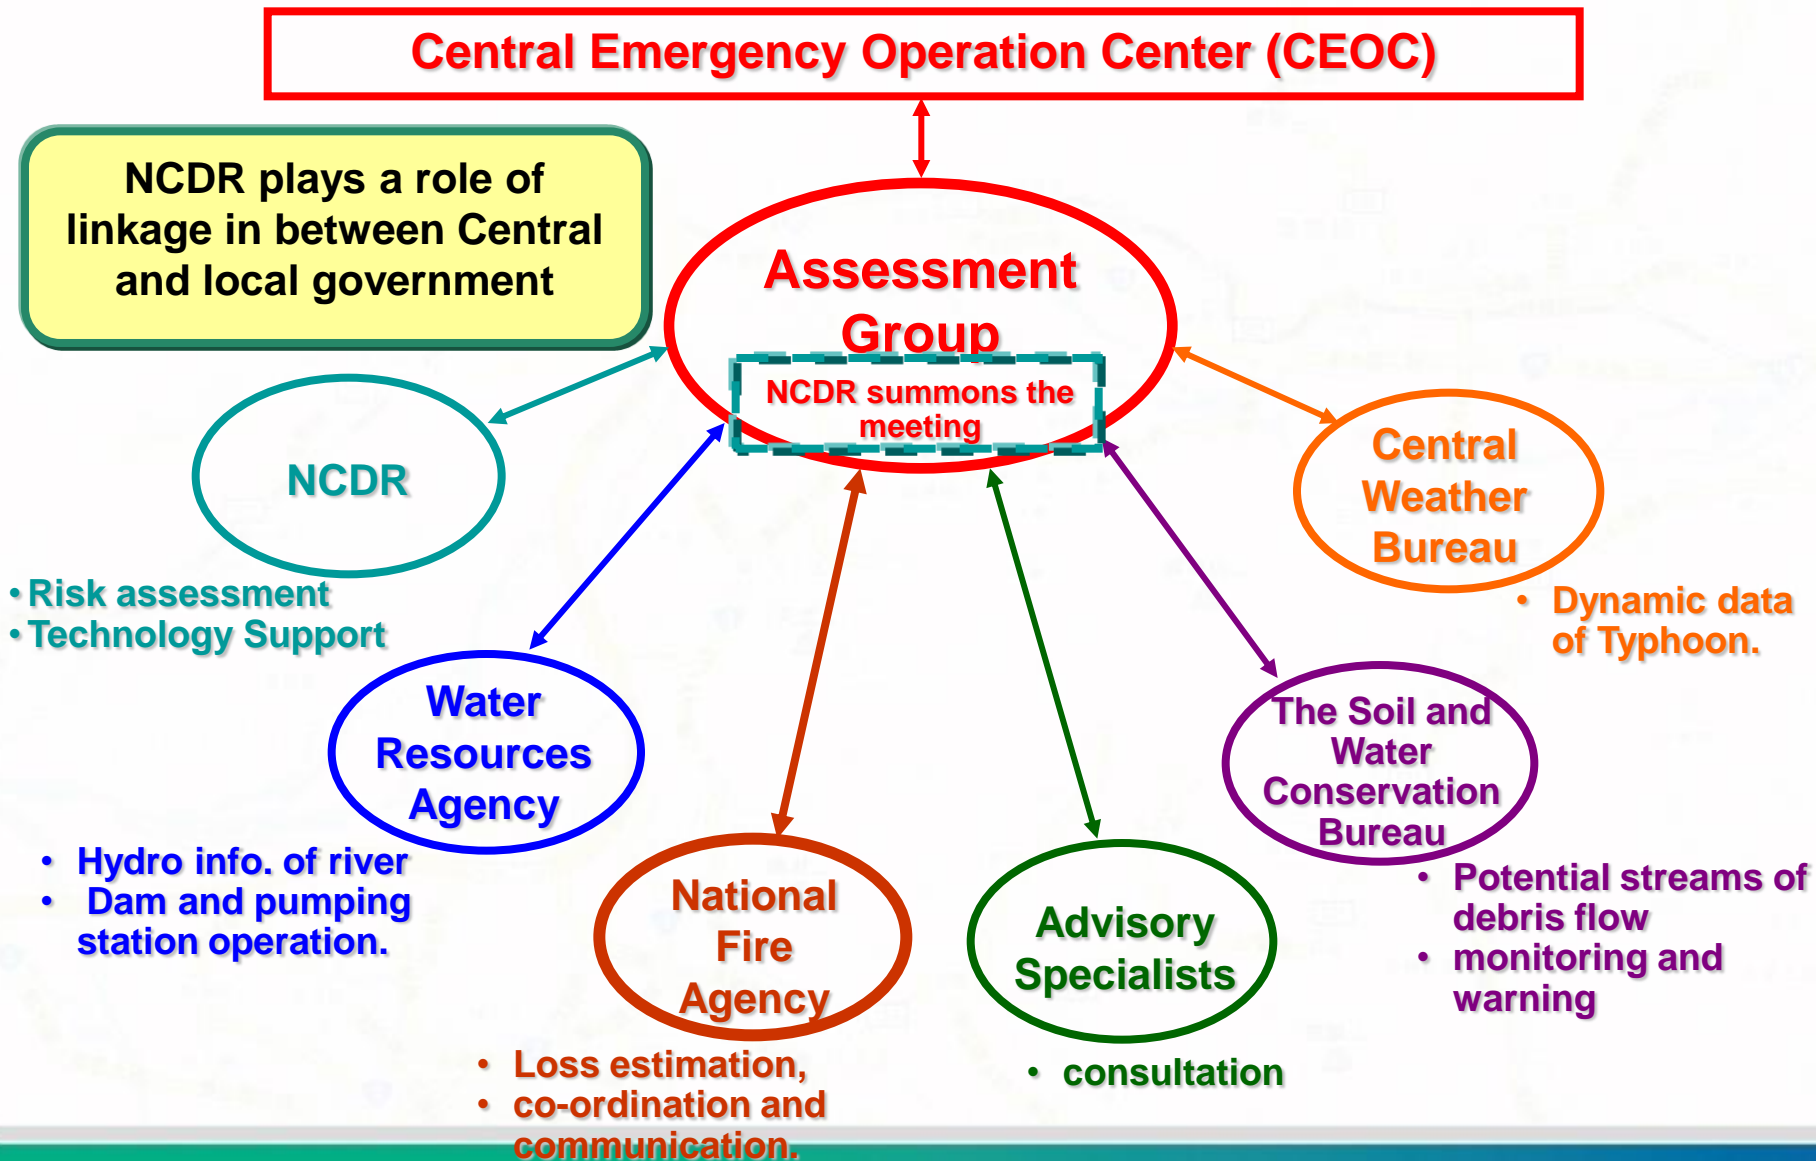 Central Emergency Operation Center (CEOC)
NCDR plays a role of
linkage in between Central
and local government
Assessment
Group
NCDR summons the
meeting
NCDR
• Risk assessment
• Technology Support
Central
Weather
Bureau
• Dynamic data
of Typhoon.
Water
Resources
Agency
• Hydro info. of river
• Dam and pumping
station operation.
The Soil and
Water
Conservation
Bureau
• Potential streams of
debris flow
• monitoring and
warning
National
Fire
Agency
• Loss estimation,
• co-ordination and
communication.
Advisory
Specialists
• consultation